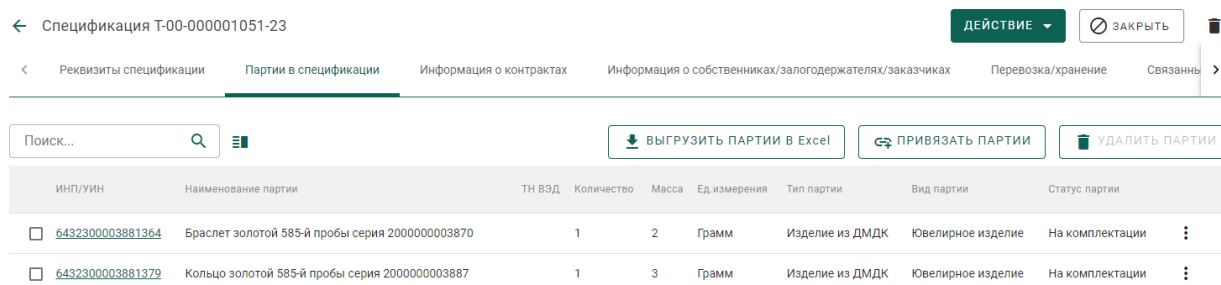 Спецификация Т-00-000001051-23
ДЕЙСТВИЕ
ЗАКРЫТЬ
Реквизиты спецификации Партии в спецификации Информация о контрактах Информация о собственниках/залогодержателях/заказчиках Перевозка/хранение Связанны
Поиск...
ВЫГРУЗИТЬ ПАРТИИ В Excel
ПРИВЯЗАТЬ ПАРТИИ
УДАЛИТЬ ПАРТИИ
ИНП/УИН Наименование партии ТН ВЭД Количество Масса Ед.измерения Тип партии Вид партии Статус партии
6432300003881364 Браслет золотой 585-й пробы серия 2000000003870 1 2 Грамм Изделие из ДМДК Ювелирное изделие На комплектации
6432300003881379 Кольцо золотой 585-й пробы серия 2000000003887 1 3 Грамм Изделие из ДМДК Ювелирное изделие На комплектации